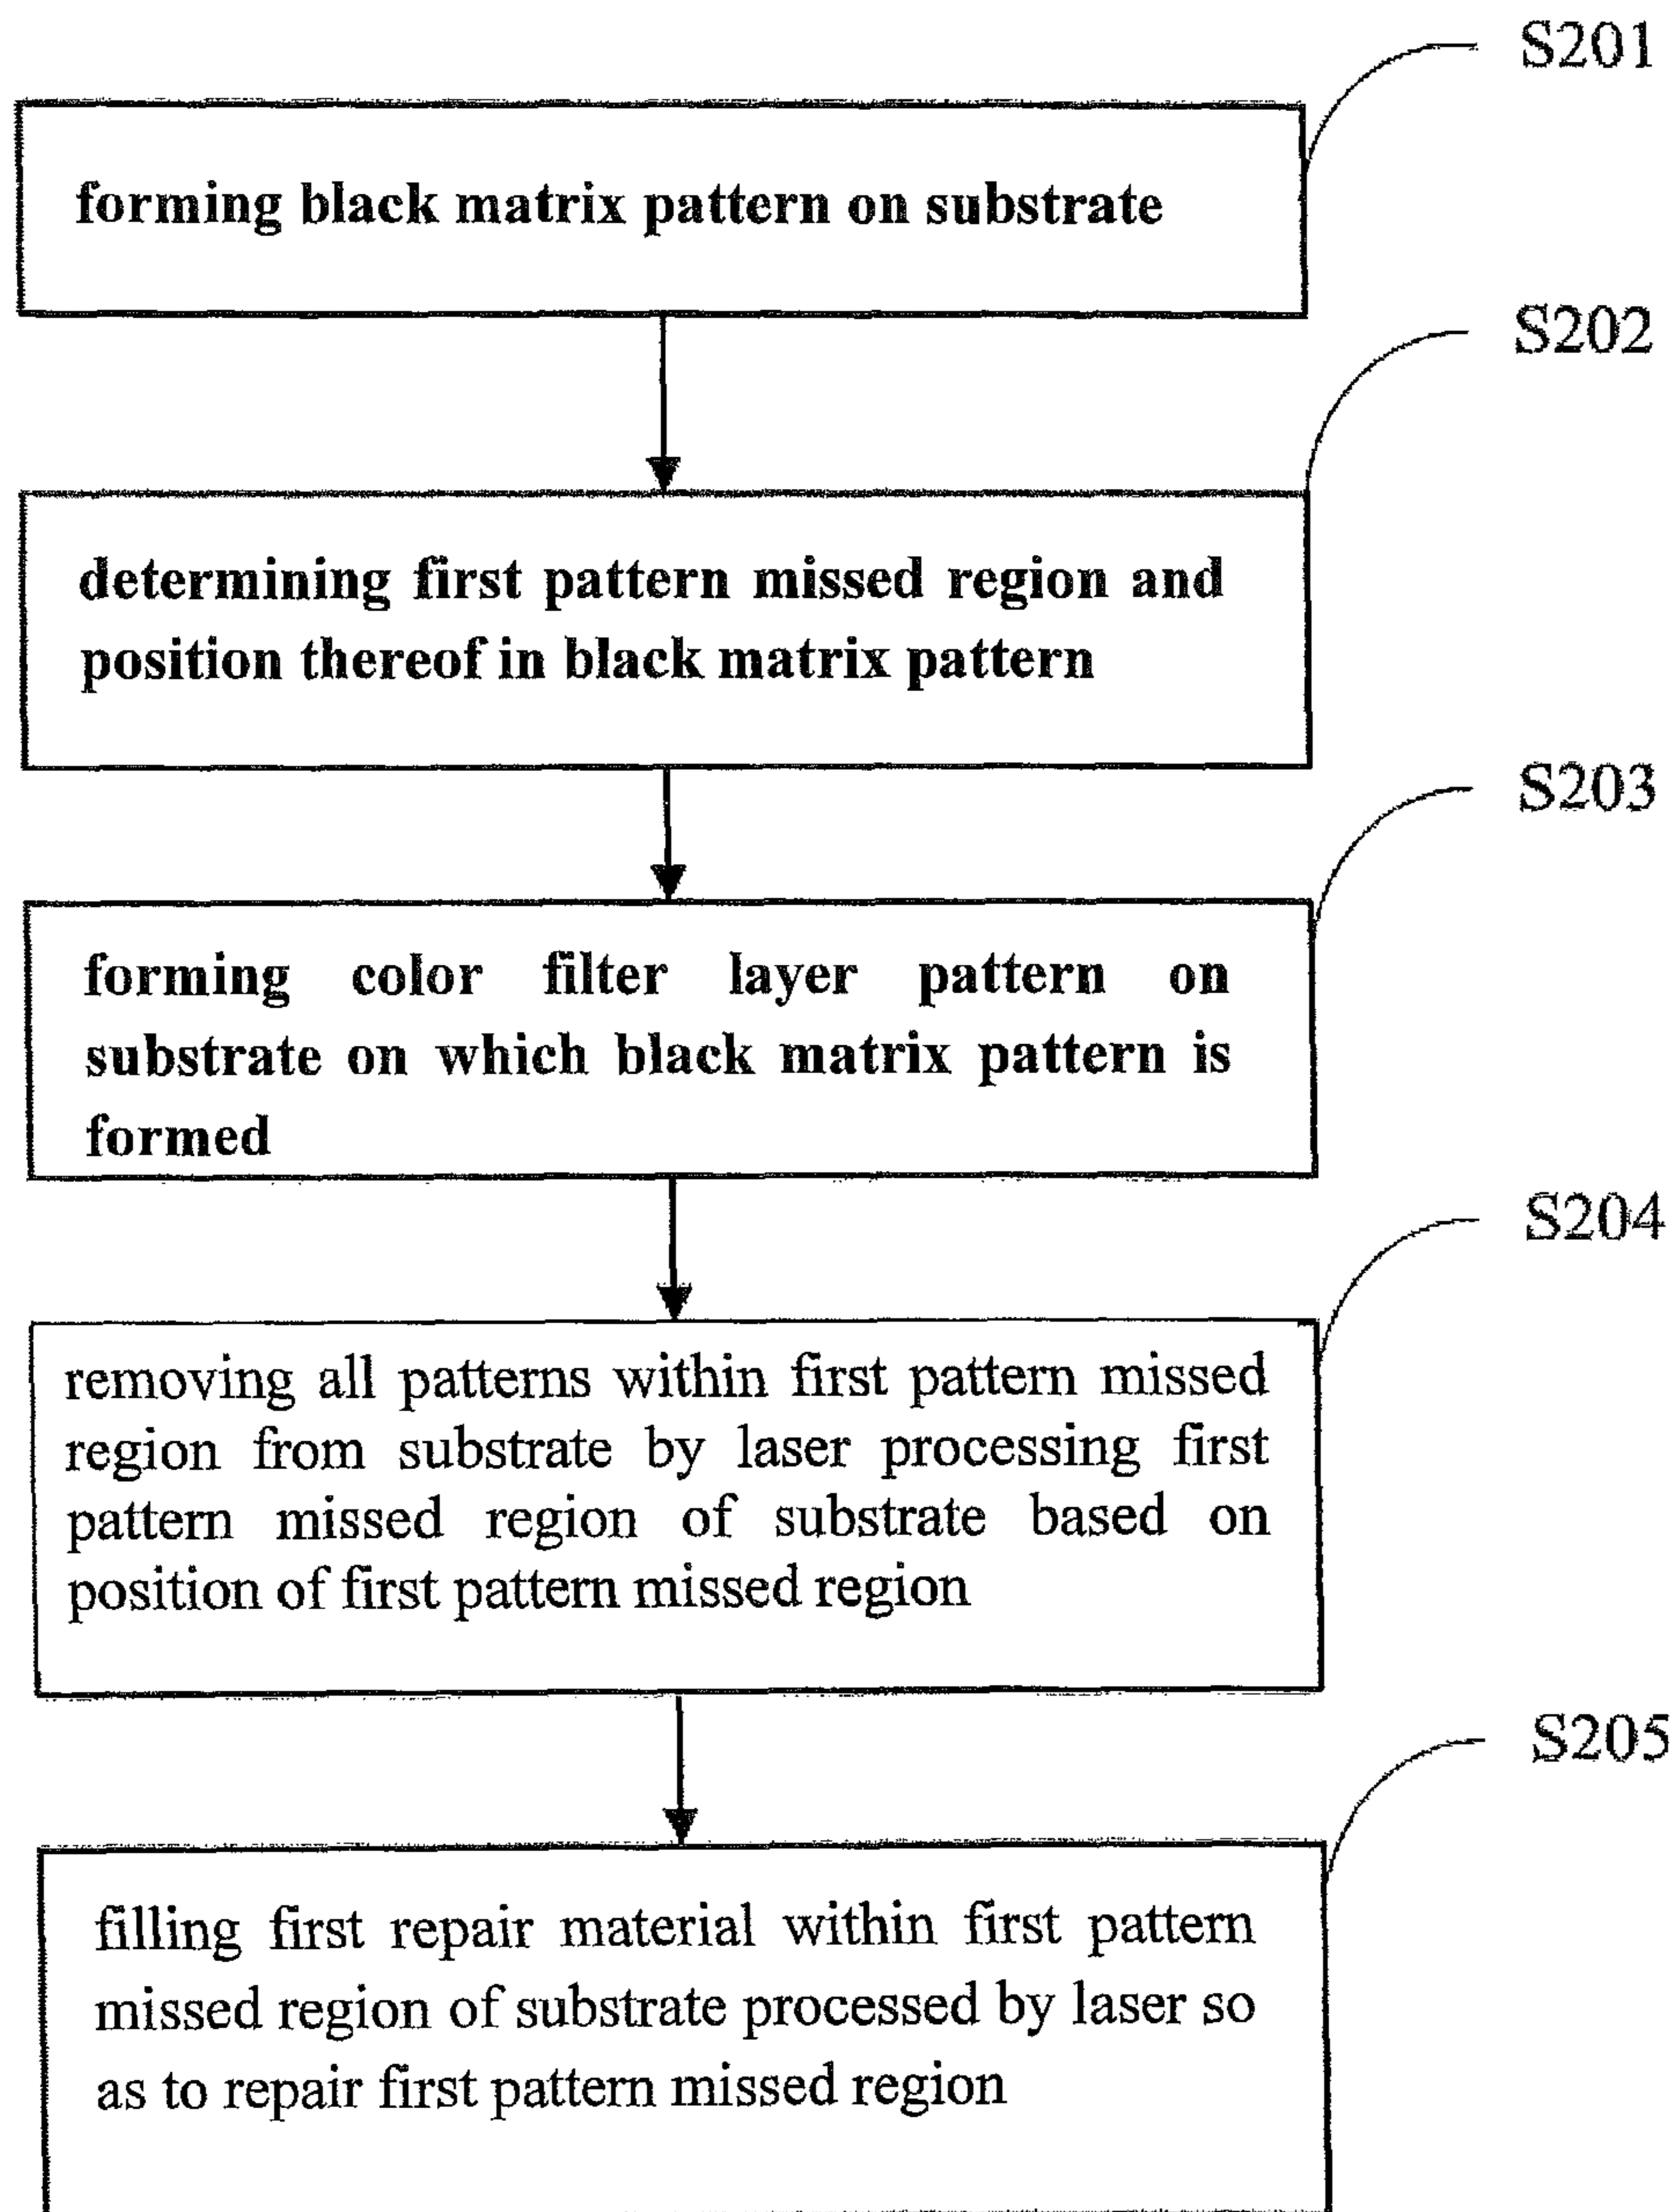 S201
forming black matrix pattern on substrate
S202
determining first pattern missed region and
position thereof in black matrix pattern
S203
forming color filter layer pattern on
substrate on which black matrix pattern is
formed
S204
removing all patterns within first pattern missed
region from substrate by laser processing first
pattern missed region of substrate based on
position of first pattern missed region
S205
filling first repair material within first pattern
missed region of substrate processed by laser so
as to repair first pattern missed region